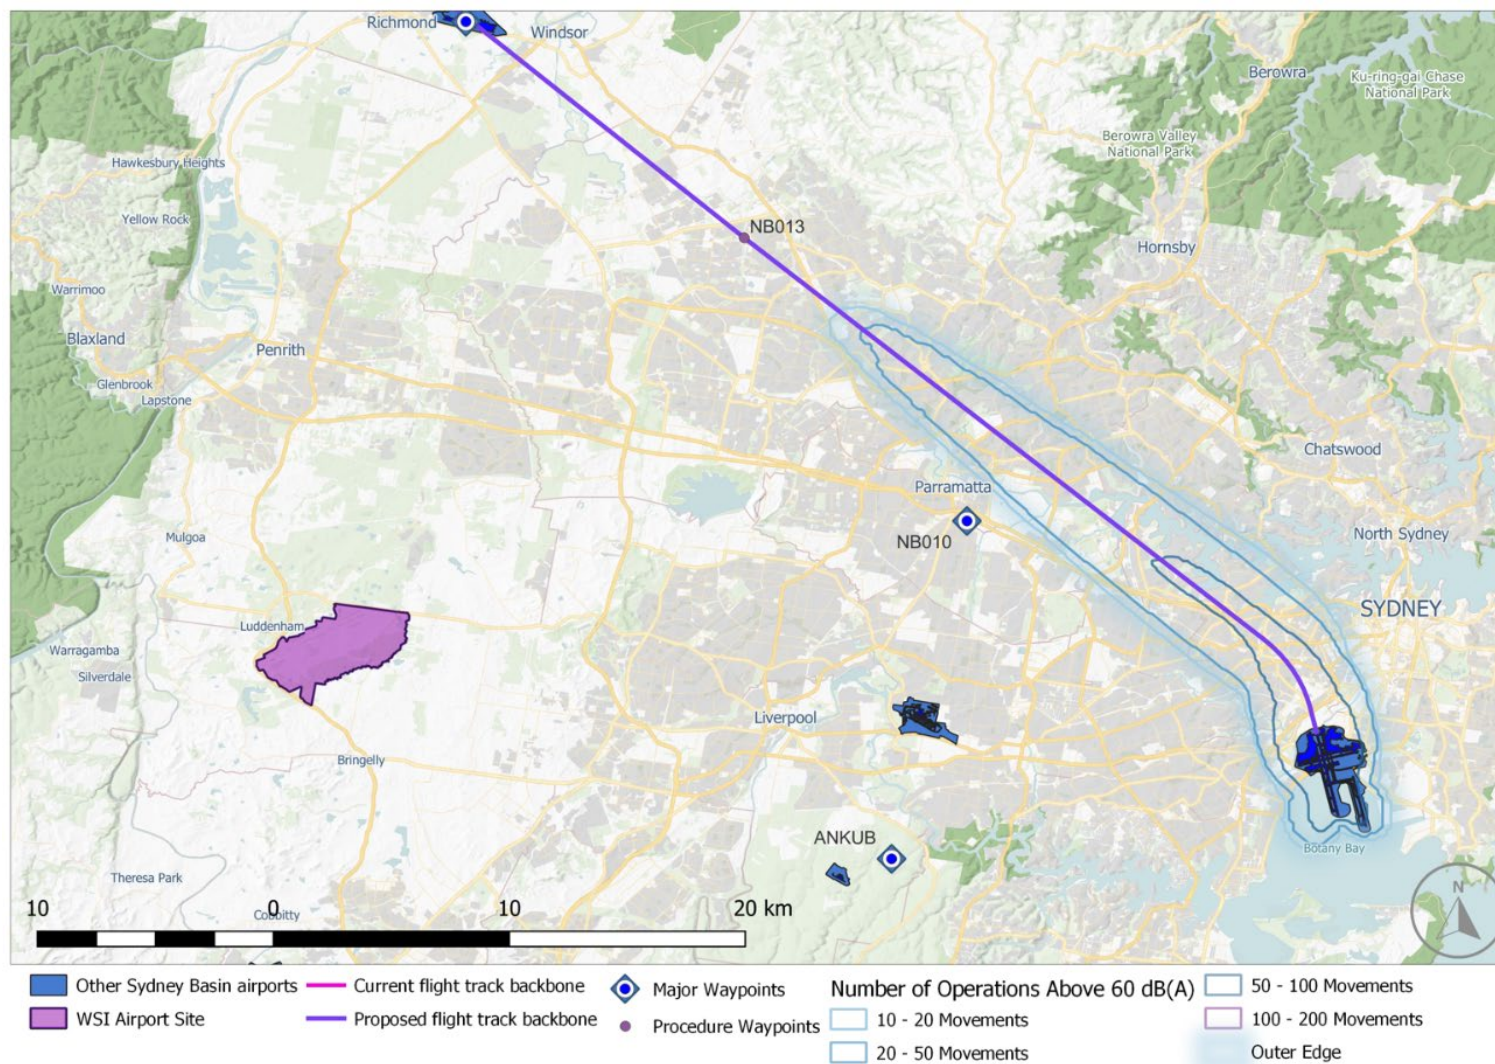 Richmond
Windsor
Berowra
Ku-ring-gai Chase
National Park
Berowra Valley
National Park
Hawkesbury Heights
Yellow Rock
NB013
Hornsby
Warrimoo
Blaxland
Penrith
Glenbrook
Lapstone
Chatswood
Parramatta
NB010
North Sydney
Mulgoa
SYDNEY
Luddenham
Warragamba
Silverdale
Liverpool
Bringelly
ANKUB
Botany Bay
Theresa Park
Cobbitty
N
10 0 10 20 km
Other Sydney Basin airports
WSI Airport Site
Current flight track backbone
Proposed flight track backbone
Major Waypoints
Procedure Waypoints
Number of Operations Above 60 dB(A)
10 - 20 Movements
20 - 50 Movements
50 - 100 Movements
100 - 200 Movements
Outer Edge